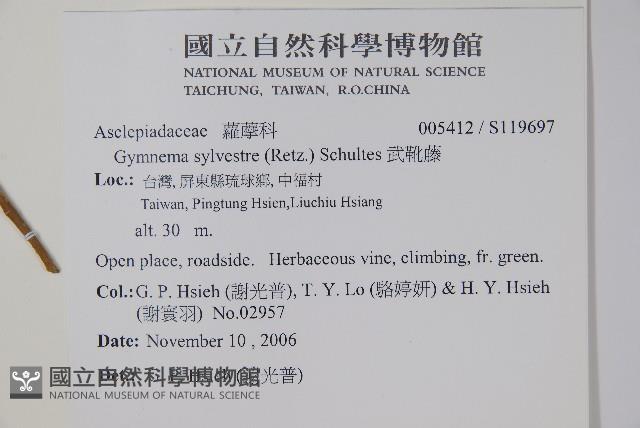 國立自然科學博物館
NATIONAL MUSEUM OF NATURAL SCIENCE
TAICHUNG, TAIWAN, R.O.CHINA
Asclepiadaceae 蘿藦科 005412 / S119697
Gymnema sylvestre (Retz.) Schultes 武靴藤
Loc.: 台灣, 屏東縣琉球鄉, 中福村
Taiwan, Pingtung Hsien,Liuchiu Hsiang
alt. 30 m.
Open place, roadside. Herbaceous vine, climbing, fr. green.
Col.: G. P. Hsieh (謝光普), T. Y. Lo (駱婷妍) & H. Y. Hsieh
(謝寰羽) No.02957
Date: November 10 , 2006
光普)
國立自然科學博物館
NATIONAL MUSEUM OF NATURAL SCIENCE